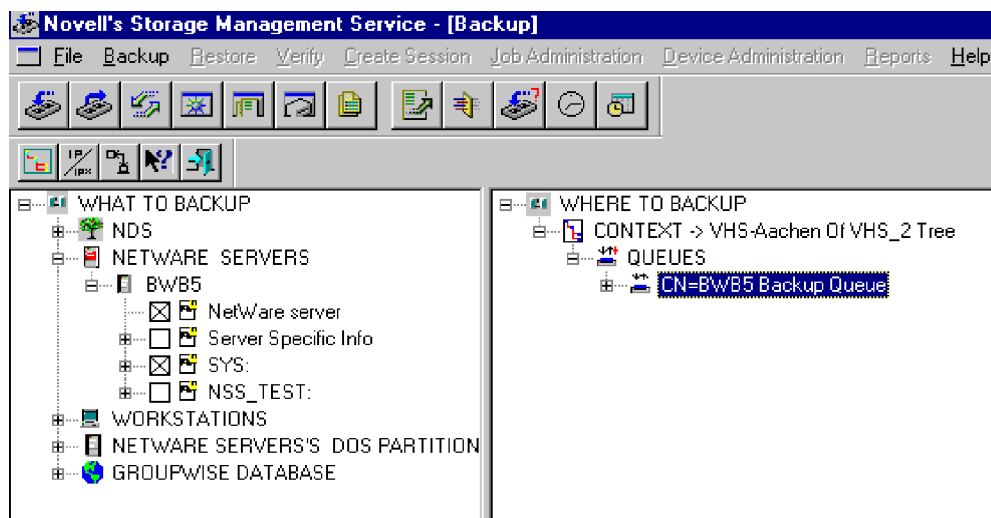 Novell's Storage Management Service - [Backup]
File Backup Restore Verify Create Session Job Administration Device Administration Reports Help
IP/IPX
WHAT TO BACKUP
NDS
NETWARE SERVERS
BWB5
NetWare server
Server Specific Info
SYS:
NSS_TEST:
WORKSTATIONS
NETWARE SERVERS'S DOS PARTITION
GROUPWISE DATABASE
WHERE TO BACKUP
CONTEXT -> VHS-Aachen Of VHS_2 Tree
QUEUES
CN=BWB5 Backup Queue